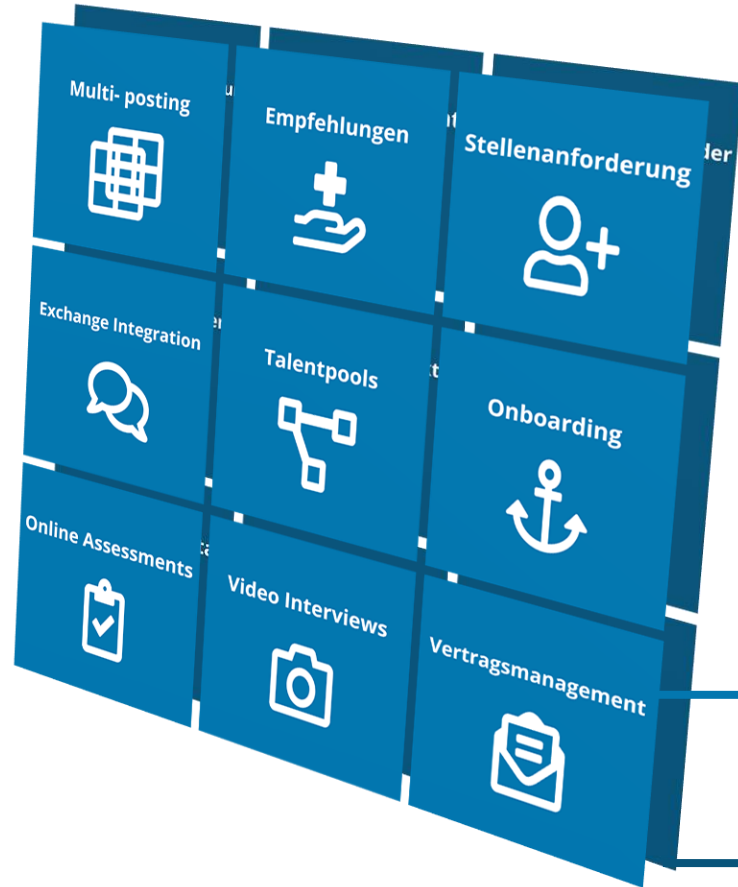 Multi- posting
Empfehlungen
Stellenanforderung
Exchange Integration
Talentpools
Onboarding
Online Assessments
Video Interviews
Vertragsmanagement